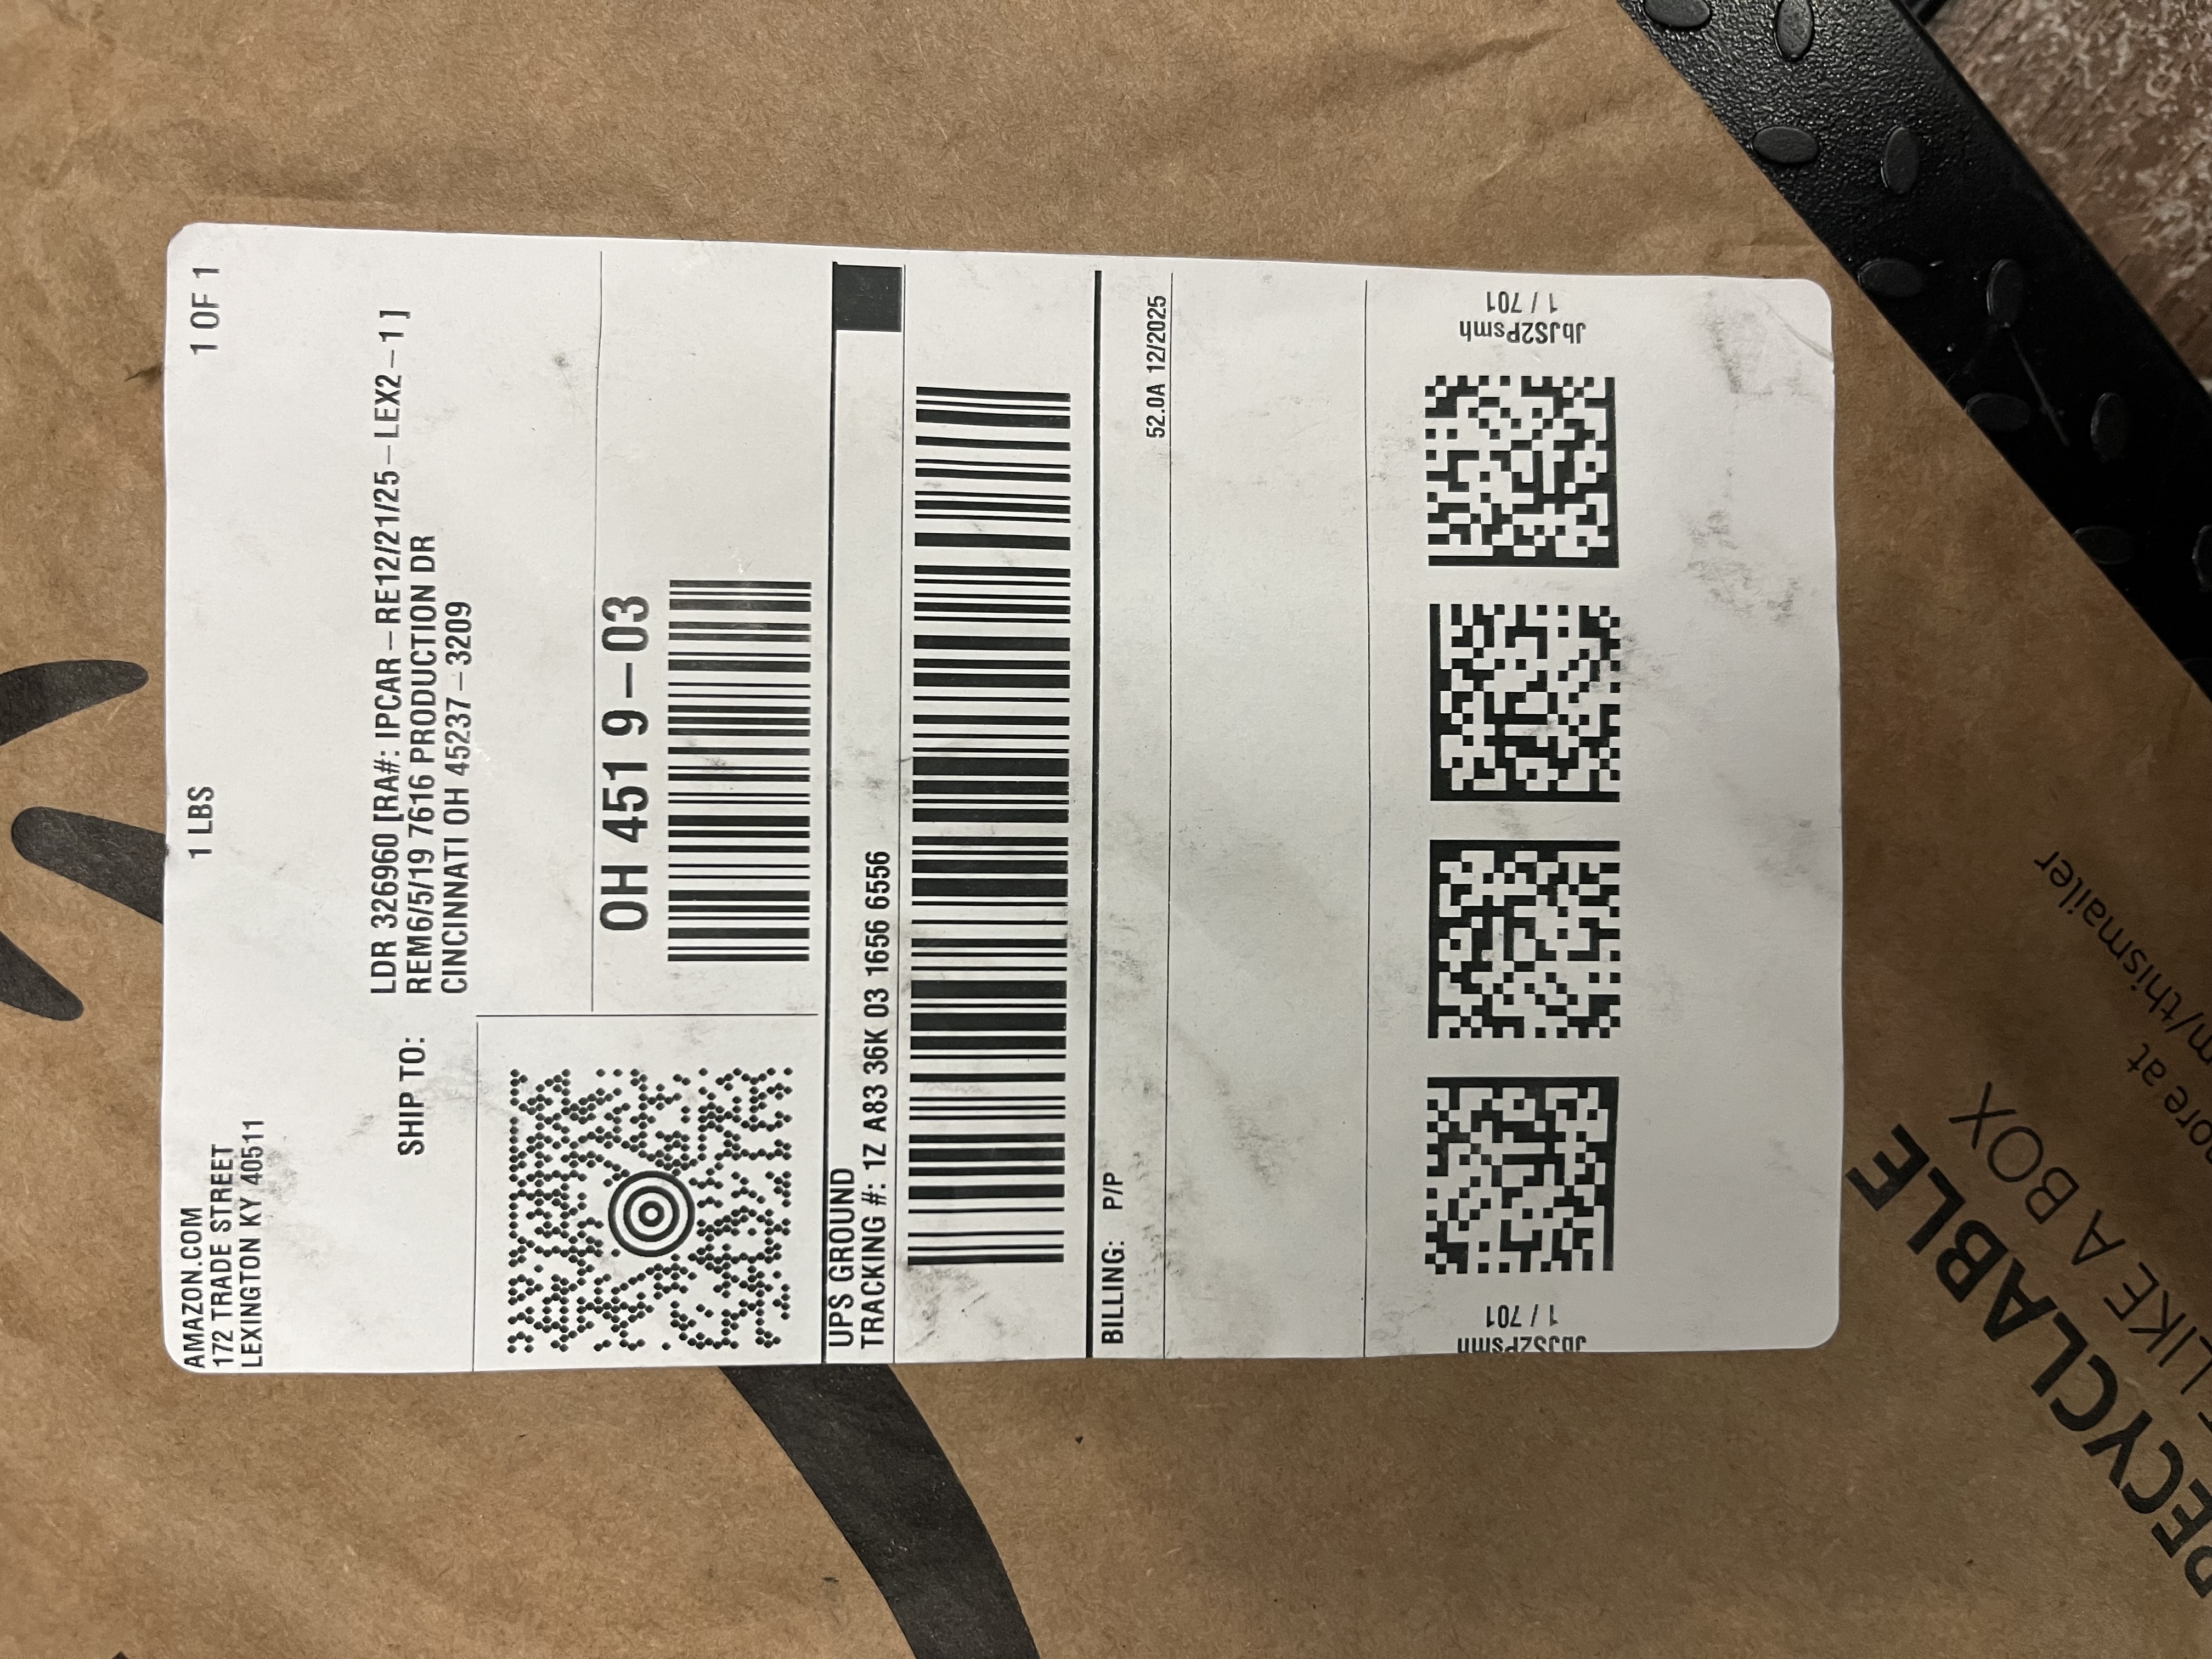 AMAZON.COM
172 TRADE STREET
LEXINGTON KY 40511
1 LBS
1 OF 1
SHIP TO:
LDR 326960 [RA#: IPCAR-RE12/21/25-LEX2-1]
REM6/5/19 7616 PRODUCTION DR
CINCINNATI OH 45237-3209
OH 451 9-03
UPS GROUND
TRACKING #: 1Z A83 36K 03 1656 6556
BILLING: P/P
52.0A 12/2025
JbJS2Psmh
1 / 701
JbJS2Psmh
1 / 701
RECYCLABLE
LIKE A BOX
ore at
m/thismailer